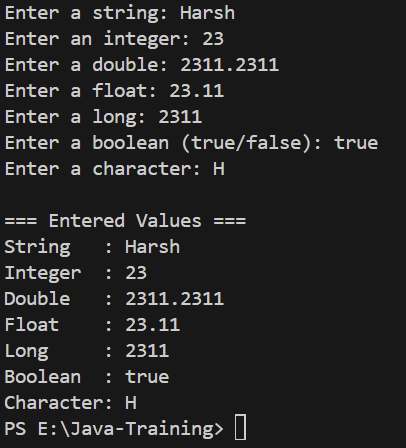 Enter a string: Harsh
Enter an integer: 23
Enter a double: 2311.2311
Enter a float: 23.11
Enter a long: 2311
Enter a boolean (true/false): true
Enter a character: H

=== Entered Values ===
String   : Harsh
Integer  : 23
Double   : 2311.2311
Float    : 23.11
Long     : 2311
Boolean  : true
Character: H
PS E:\Java-Training>